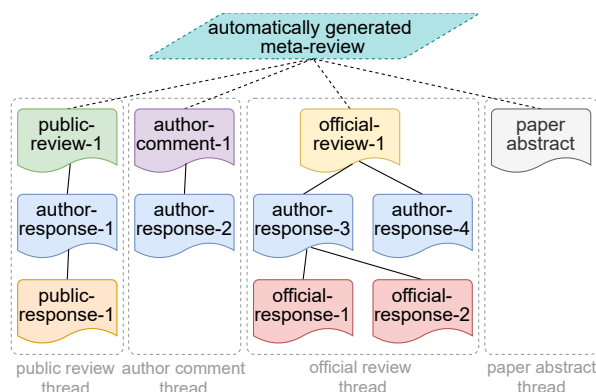 automatically generated
meta-review
public-
review-1
author-
comment-1
official-
review-1
paper
abstract
author-
response-1
author-
response-2
author-
response-3
author-
response-4
public-
response-1
official-
response-1
official-
response-2
public review
thread
author comment
thread
official review
thread
paper abstract
thread